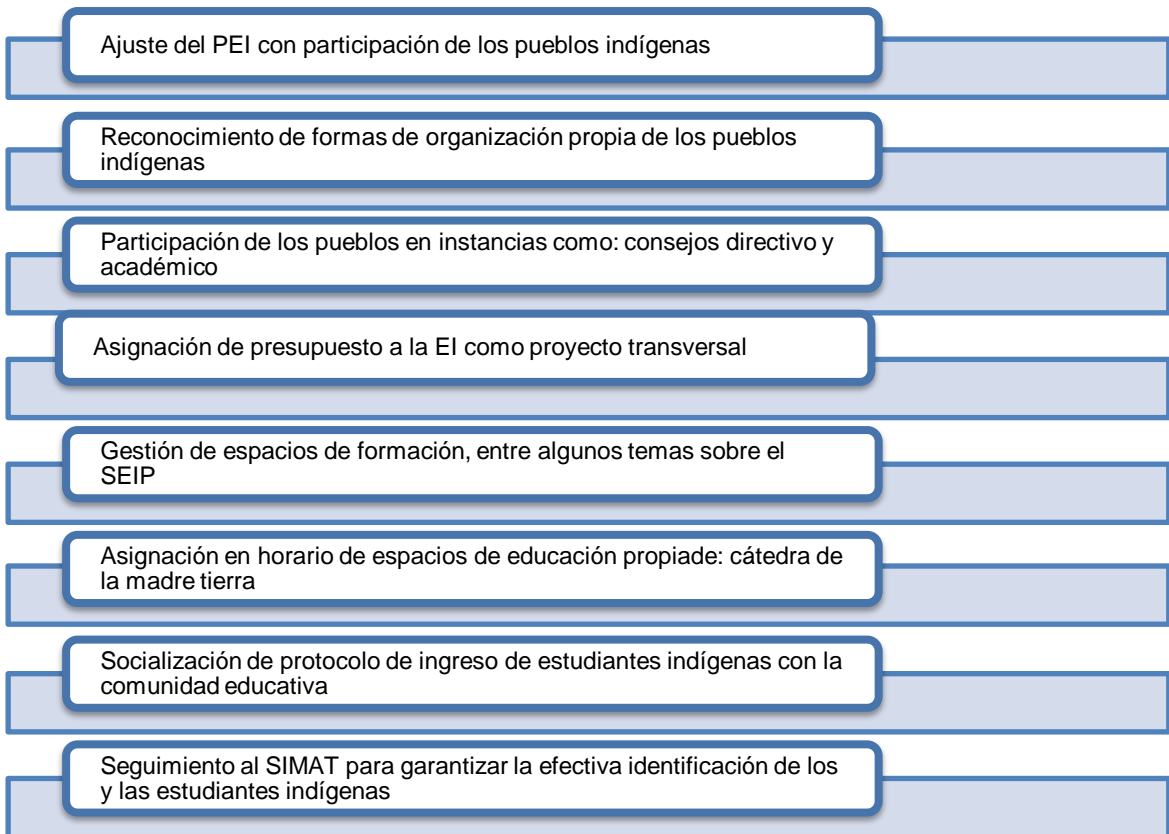 Ajuste del PEI con participación de los pueblos indígenas
Reconocimiento de formas de organización propia de los pueblos
indígenas
Participación de los pueblos en instancias como: consejos directivo y
académico
Asignación de presupuesto a la EI como proyecto transversal
Gestión de espacios de formación, entre algunos temas sobre el
SEIP
Asignación en horario de espacios de educación propiade: cátedra de
la madre tierra
Socialización de protocolo de ingreso de estudiantes indígenas con la
comunidad educativa
Seguimiento al SIMAT para garantizar la efectiva identificación de los
y las estudiantes indígenas